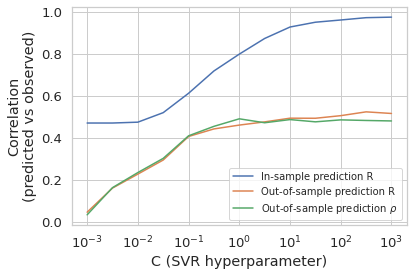 1.0
0.8
0.6
0.4
0.2
0.0
Correlation
(predicted vs observed)
In-sample prediction R
Out-of-sample prediction R
Out-of-sample prediction ρ
10⁻³ 10⁻² 10⁻¹ 10⁰ 10¹ 10² 10³
C (SVR hyperparameter)